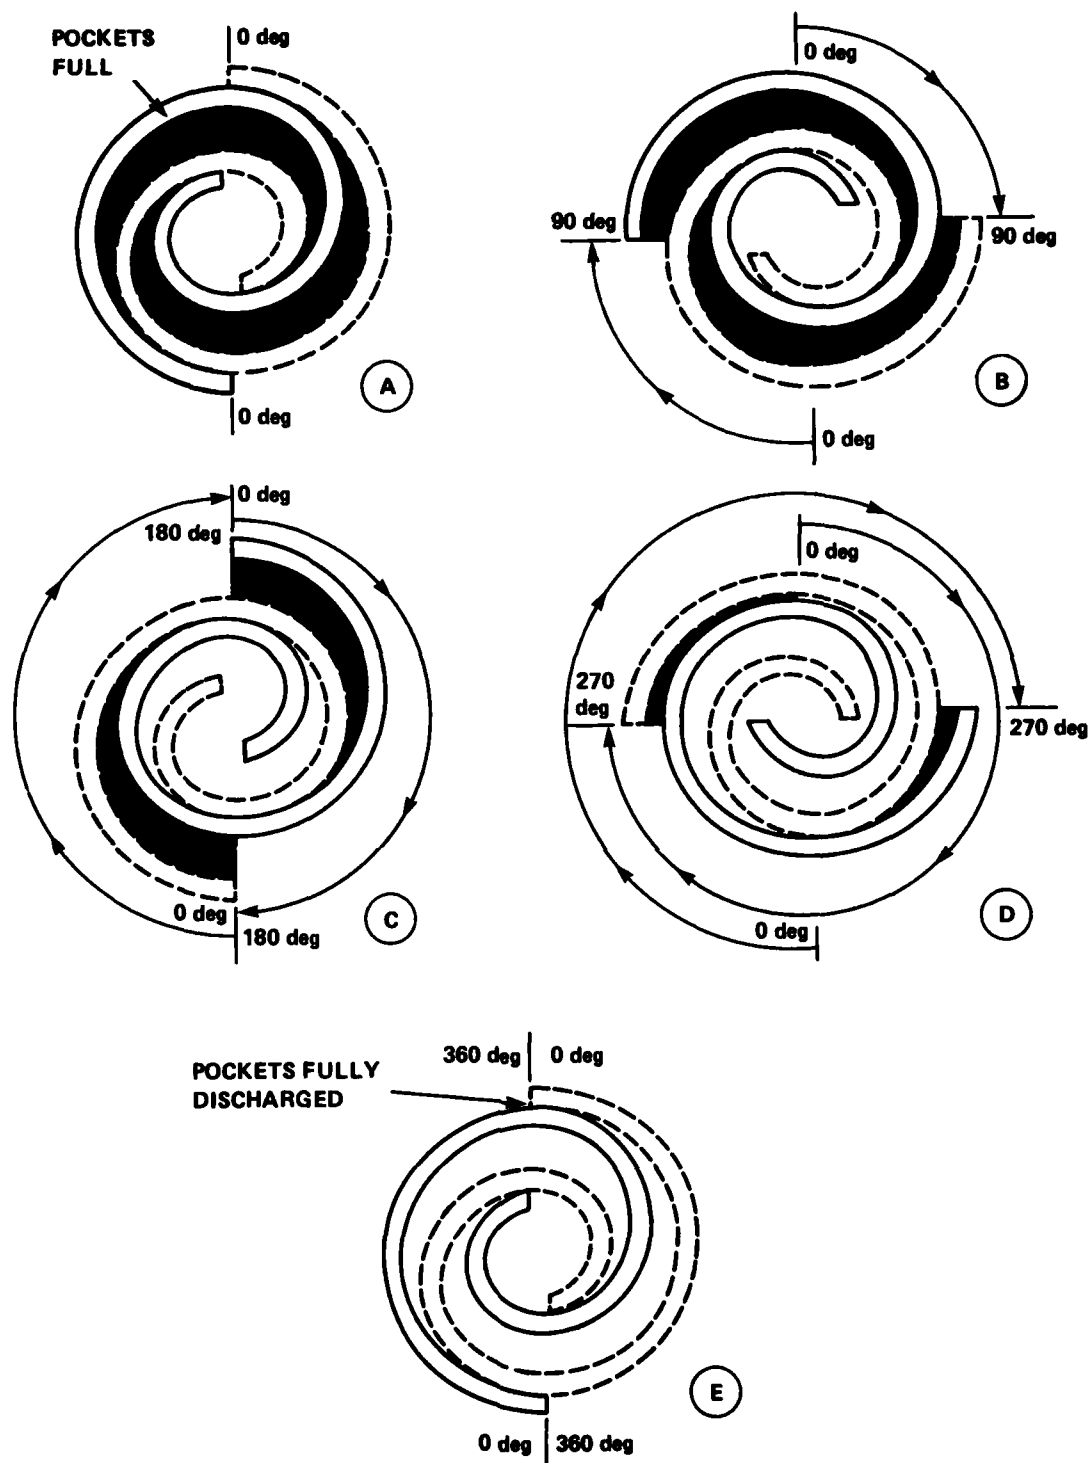 POCKETS
FULL
0 deg
0 deg
A
0 deg
90 deg
90 deg
0 deg
B
0 deg
180 deg
0 deg
180 deg
C
0 deg
270
deg
270 deg
0 deg
D
POCKETS FULLY
DISCHARGED
360 deg
0 deg
0 deg
360 deg
E